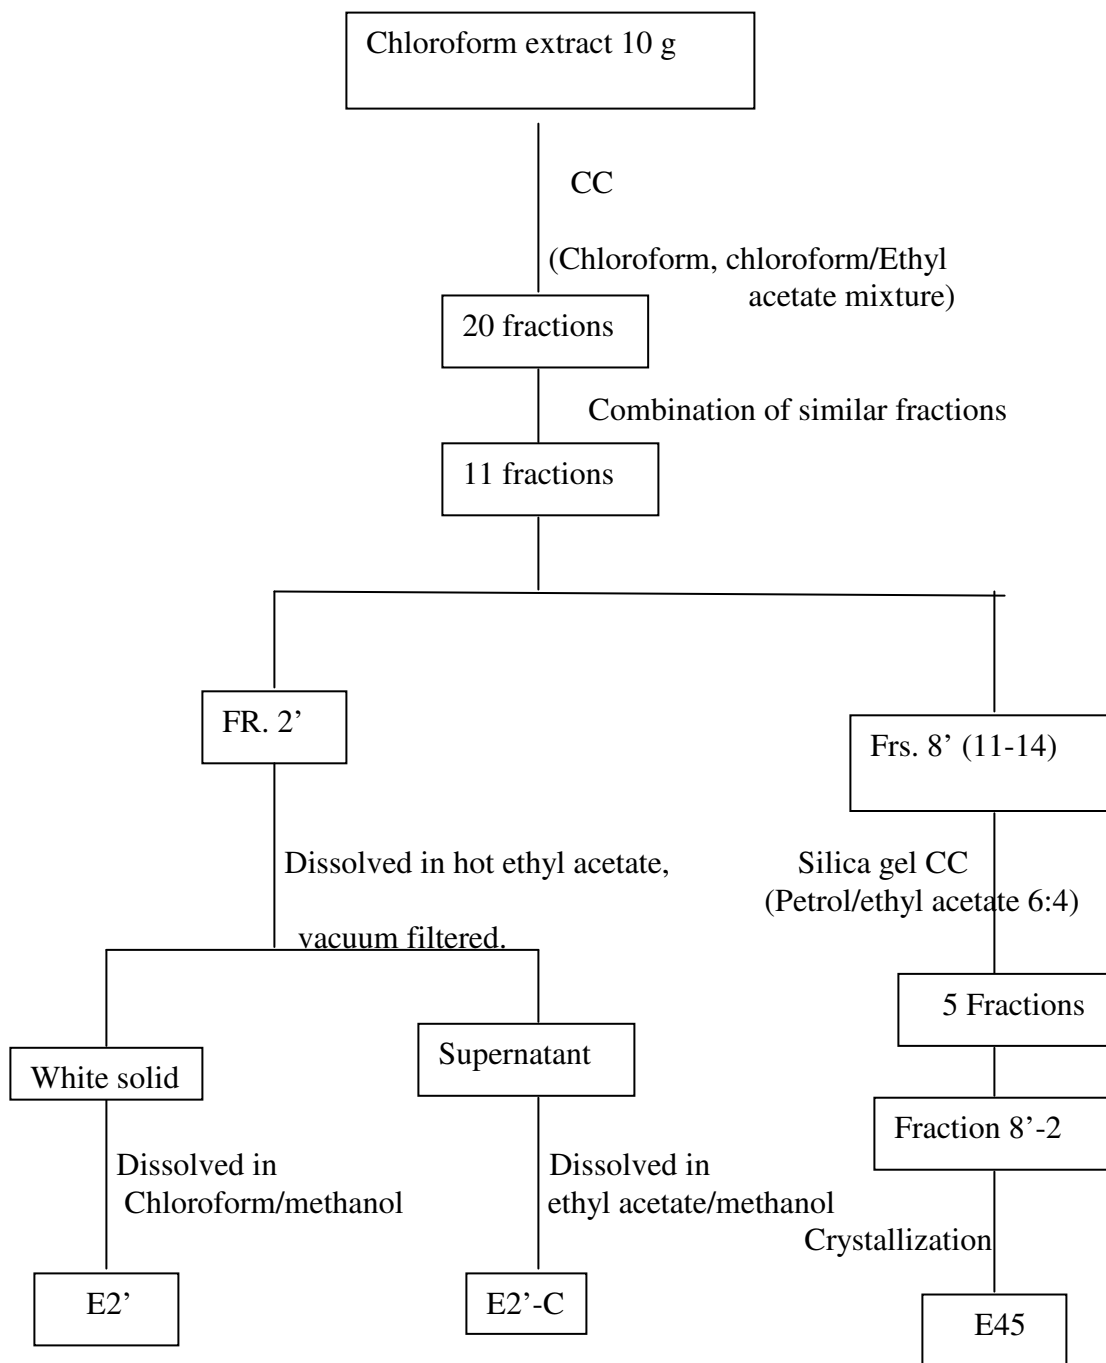 Chloroform extract 10 g
CC
(Chloroform, chloroform/Ethyl
acetate mixture)
20 fractions
Combination of similar fractions
11 fractions
FR. 2’
Frs. 8’ (11-14)
Dissolved in hot ethyl acetate,
vacuum filtered.
Silica gel CC
(Petrol/ethyl acetate 6:4)
5 Fractions
White solid
Supernatant
Fraction 8’-2
Dissolved in
Chloroform/methanol
Dissolved in
ethyl acetate/methanol
Crystallization
E2’
E2’-C
E45